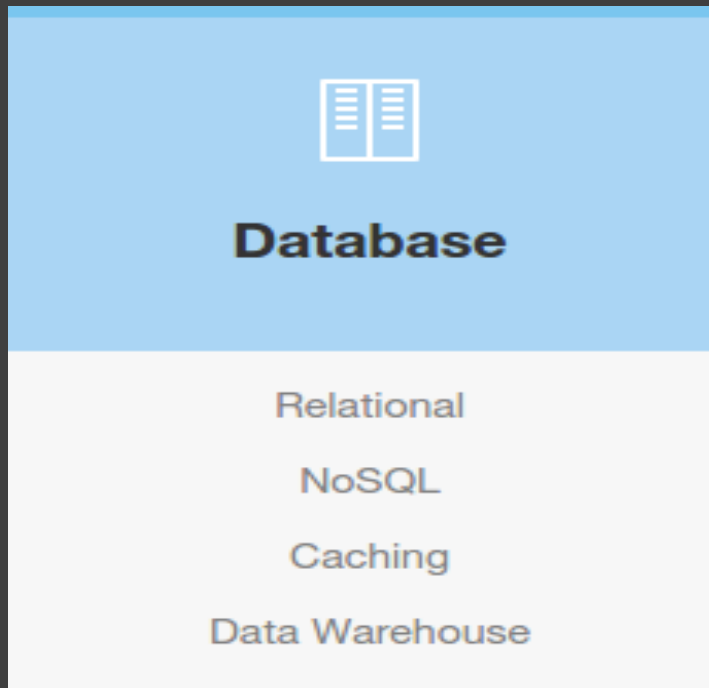 Database
Relational
NoSQL
Caching
Data Warehouse